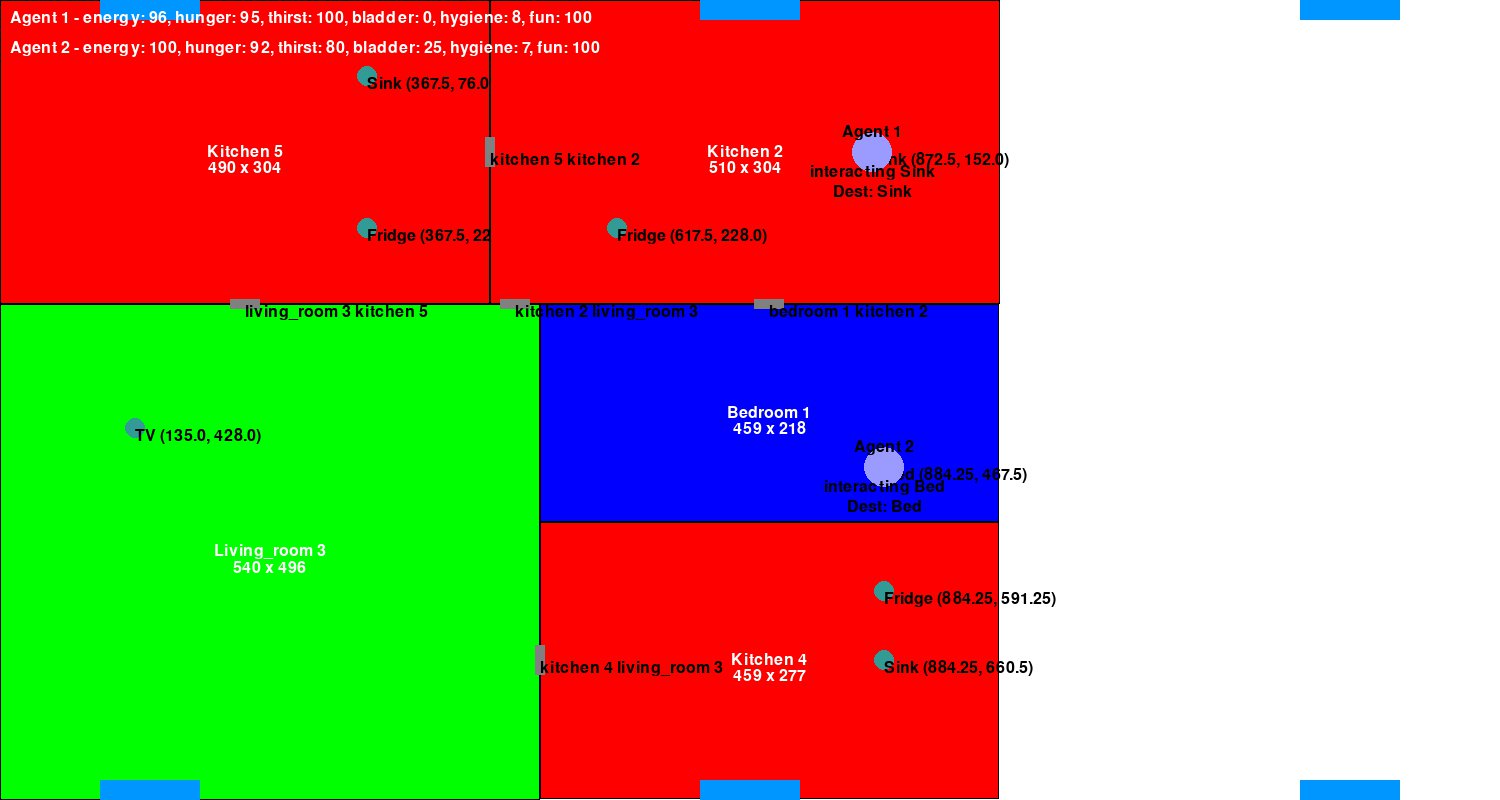 Agent 1 - energy: 96, hunger: 95, thirst: 100, bladder: 0, hygiene: 8, fun: 100
Agent 2 - energy: 100, hunger: 92, thirst: 80, bladder: 25, hygiene: 7, fun: 100
Sink (367.5, 76.0
Agent 1
Kitchen 5
490 x 304
kitchen 5 kitchen 2
Kitchen 2
510 x 304
nk (872.5, 152.0)
interacting Sink
Dest: Sink
Fridge (367.5, 22
Fridge (617.5, 228.0)
living_room 3 kitchen 5
kitchen 2 living_room 3
bedroom 1 kitchen 2
Bedroom 1
459 x 218
TV (135.0, 428.0)
Agent 2
d (884.25, 467.5)
interacting Bed
Dest: Bed
Living_room 3
540 x 496
Fridge (884.25, 591.25)
kitchen 4 living_room 3
Kitchen 4
459 x 277
Sink (884.25, 660.5)